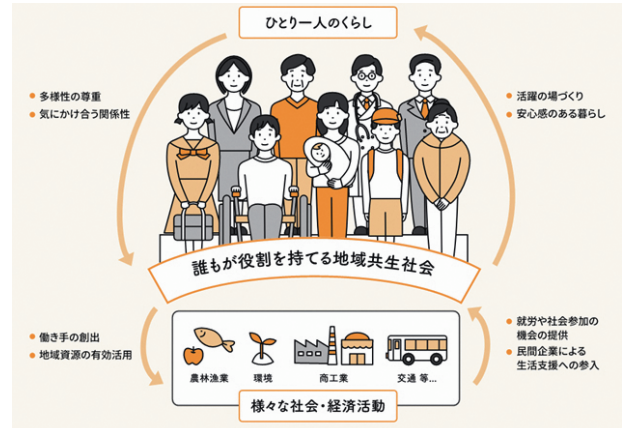 ひとり一人のくらし
多様性の尊重
気にかけ合う関係性
活躍の場づくり
安心感のある暮らし
誰もが役割を持てる地域共生社会
働き手の創出
地域資源の有効活用
就労や社会参加の
機会の提供
民間企業による
生活支援への参入
農林漁業
環境
商工業
交通 等...
様々な社会・経済活動